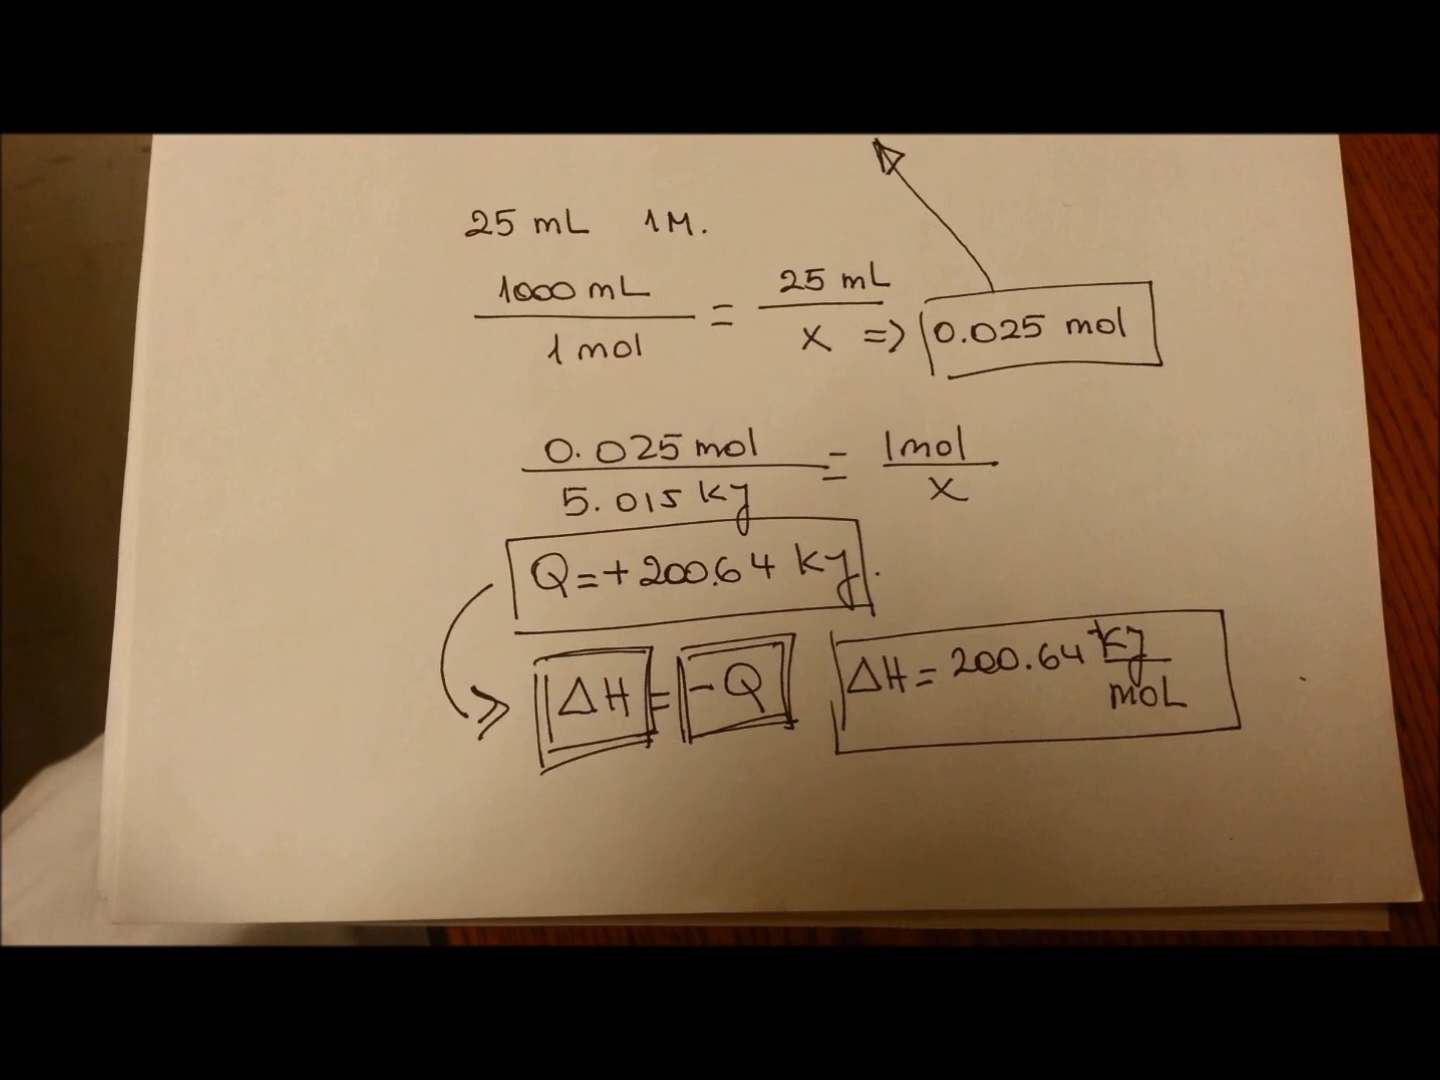 25 mL 1M.
1000 mL / 1 mol = 25 mL / x => 0.025 mol
0.025 mol / 5.015 kj = 1mol / x
Q=+200.64 kj.
ΔH = -Q ΔH = 200.64 kj / moL